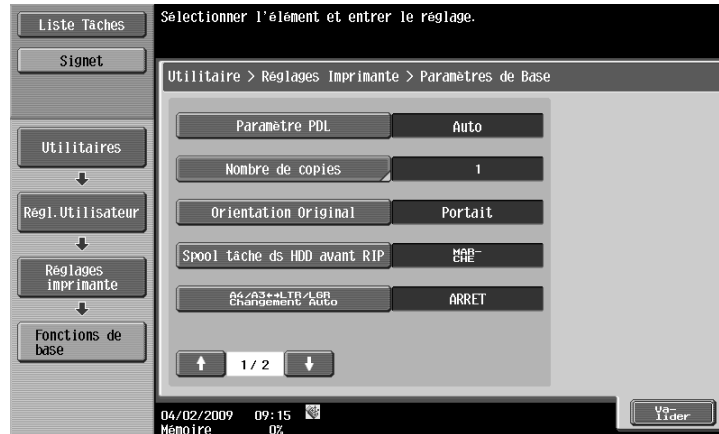 Liste Tâches
Sélectionner l'élément et entrer le réglage.
Signet
Utilitaire > Réglages Imprimante > Paramètres de Base
Paramètre PDL
Auto
Utilitaires
Nombre de copies
1
Régl.Utilisateur
Orientation Original
Portait
Spool tâche ds HDD avant RIP
MAR-
CHE
Réglages
imprimante
A4/A3↔LTR/LGR
Changement Auto
ARRET
Fonctions de
base
1/ 2
04/02/2009 09:15
Mémoire 0%
Va-
lider